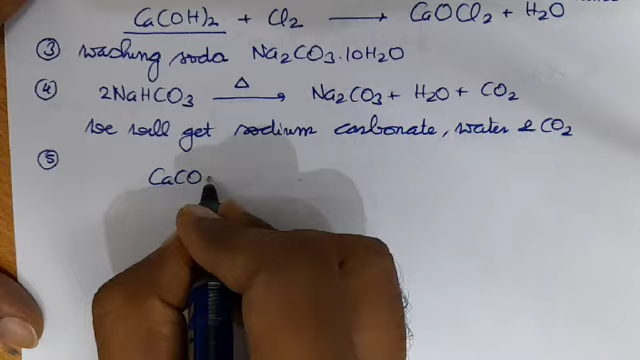 Ca(OH)2 + Cl2 → CaOCl2 + H2O
③ washing soda Na2CO3.10H2O
④ 2NaHCO3 Δ→ Na2CO3 + H2O + CO2
we will get sodium carbonate, water & CO2
⑤
CaCO